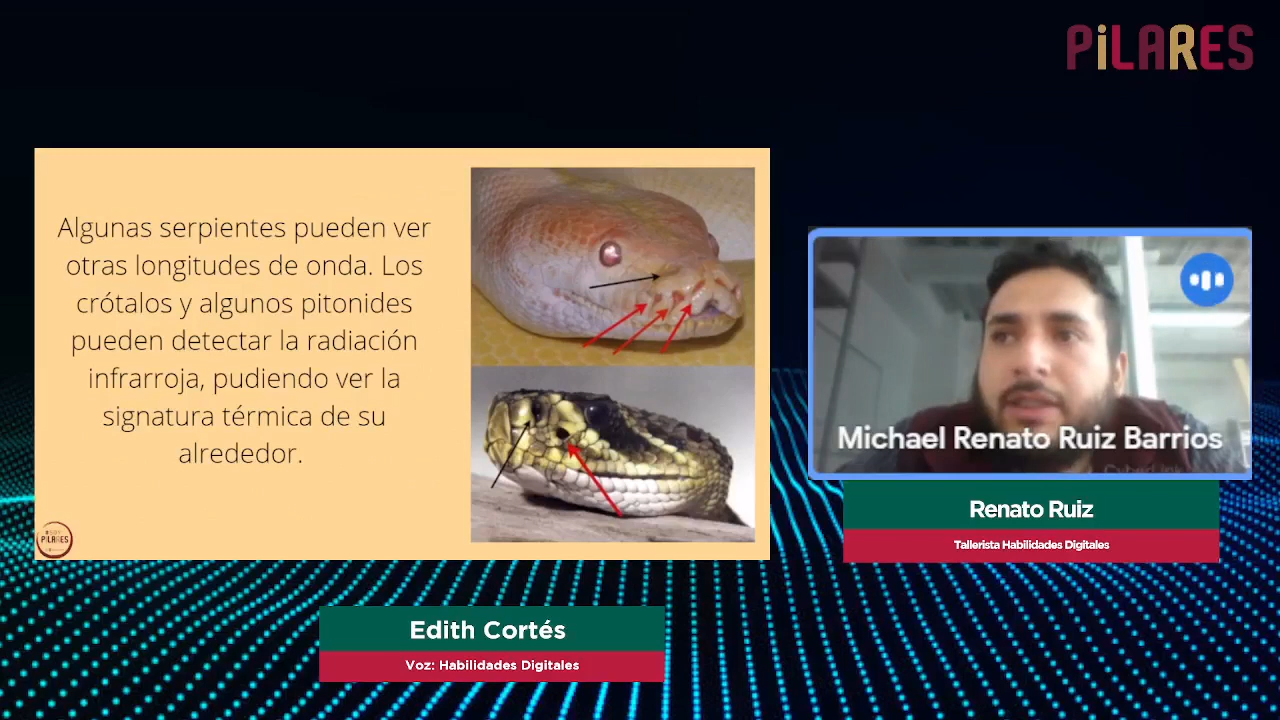 PiLARES
Algunas serpientes pueden ver
otras longitudes de onda. Los
crótalos y algunos pitonides
pueden detectar la radiación
infrarroja, pudiendo ver la
signatura térmica de su
alrededor.
PILARES
Michael Renato Ruiz Barrios
Renato Ruiz
Tallerista Habilidades Digitales
Edith Cortés
Voz: Habilidades Digitales